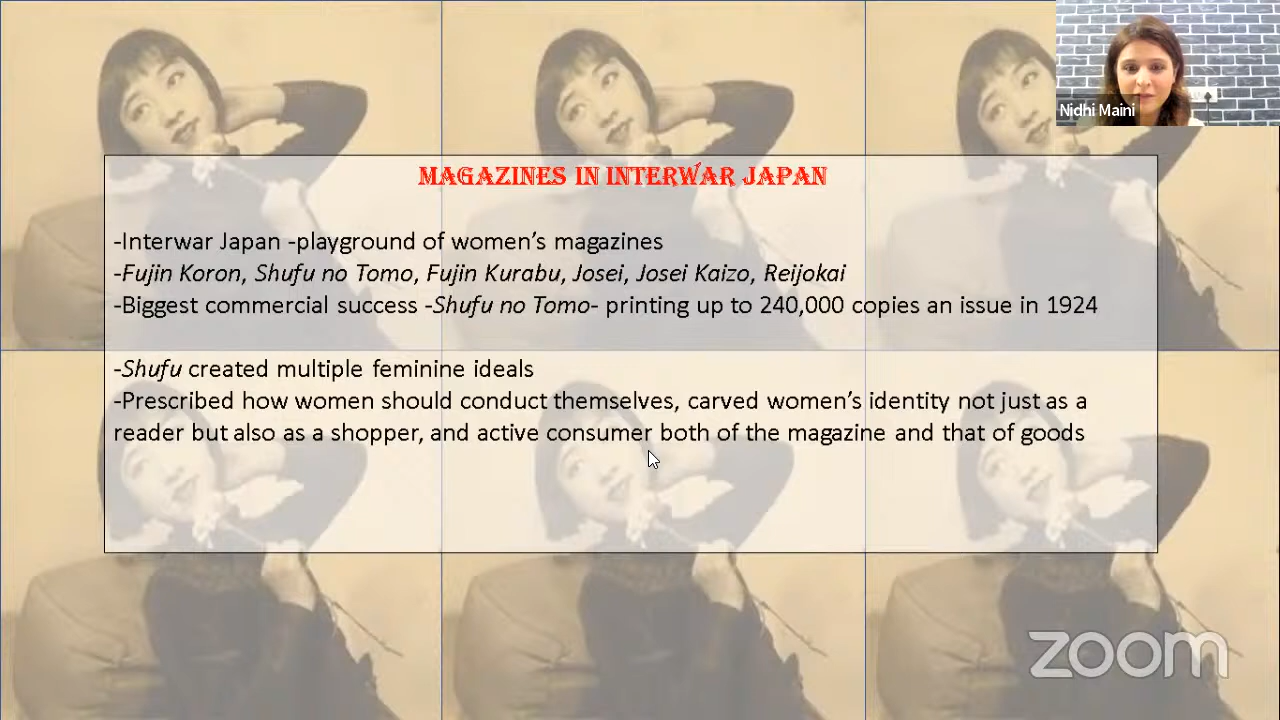 Nidhi Maini
MAGAZINES IN INTERWAR JAPAN
-Interwar Japan -playground of women’s magazines
-Fujin Koron, Shufu no Tomo, Fujin Kurabu, Josei, Josei Kaizo, Reijokai
-Biggest commercial success -Shufu no Tomo- printing up to 240,000 copies an issue in 1924
-Shufu created multiple feminine ideals
-Prescribed how women should conduct themselves, carved women’s identity not just as a
reader but also as a shopper, and active consumer both of the magazine and that of goods
zoom